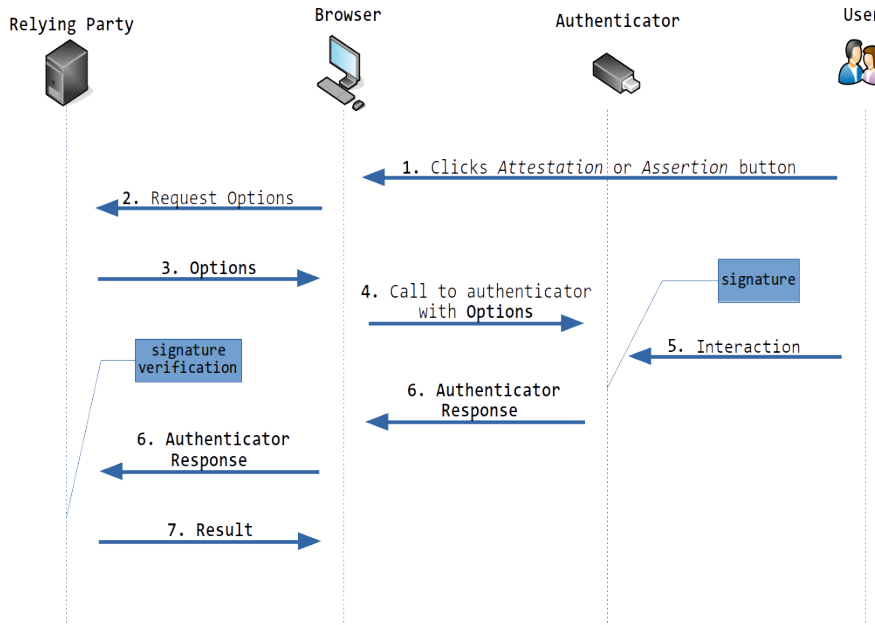 Relying Party
Browser
Authenticator
User
1. Clicks Attestation or Assertion button
2. Request Options
3. Options
4. Call to authenticator
with Options
signature
5. Interaction
signature
verification
6. Authenticator
Response
6. Authenticator
Response
7. Result